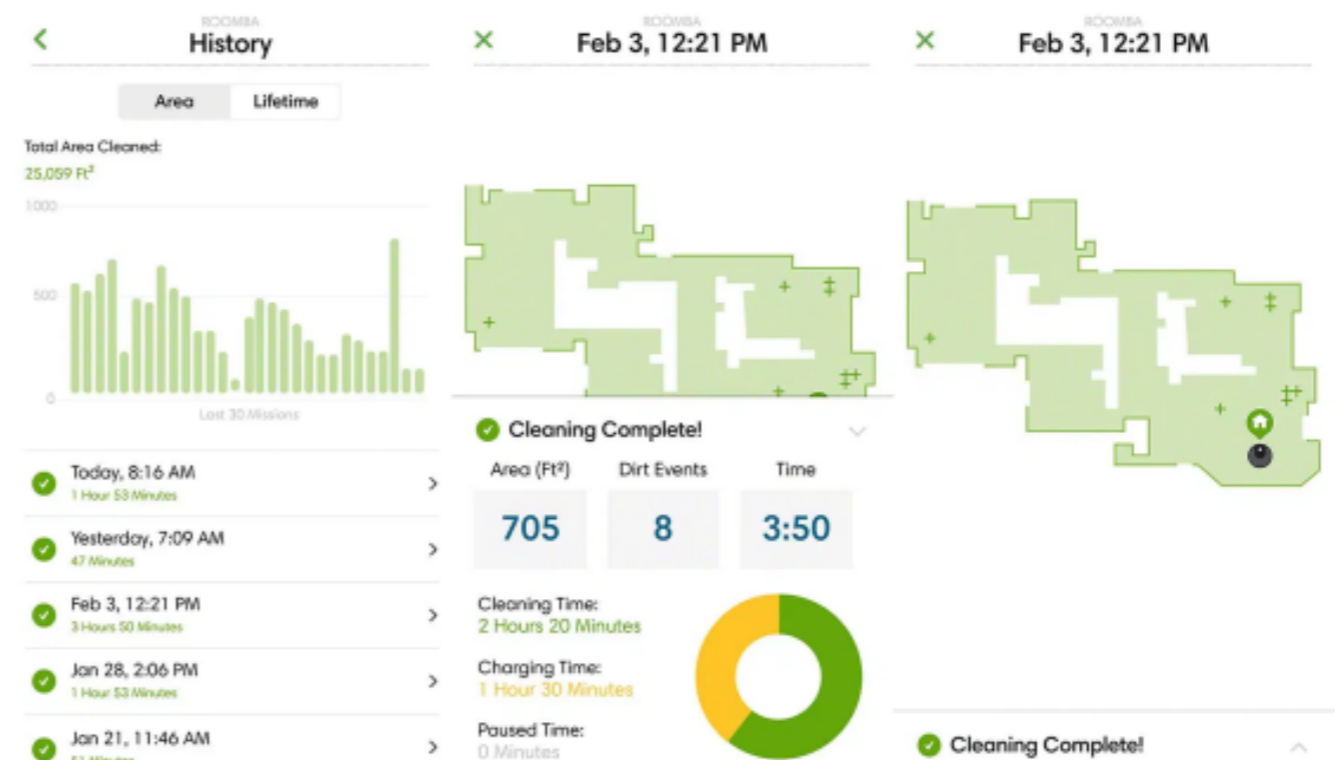 ROOMBA
History
Area
Lifetime
Total Area Cleaned:
25,059 Ft²
1000
500
0
Last 30 Missions
Today, 8:16 AM
1 Hour 53 Minutes
Yesterday, 7:09 AM
47 Minutes
Feb 3, 12:21 PM
3 Hours 50 Minutes
Jan 28, 2:06 PM
1 Hour 53 Minutes
Jan 21, 11:46 AM
ROOMBA
Feb 3, 12:21 PM
Cleaning Complete!
Area (Ft²) Dirt Events Time
705 8 3:50
Cleaning Time:
2 Hours 20 Minutes
Charging Time:
1 Hour 30 Minutes
Paused Time:
0 Minutes
ROOMBA
Feb 3, 12:21 PM
Cleaning Complete!